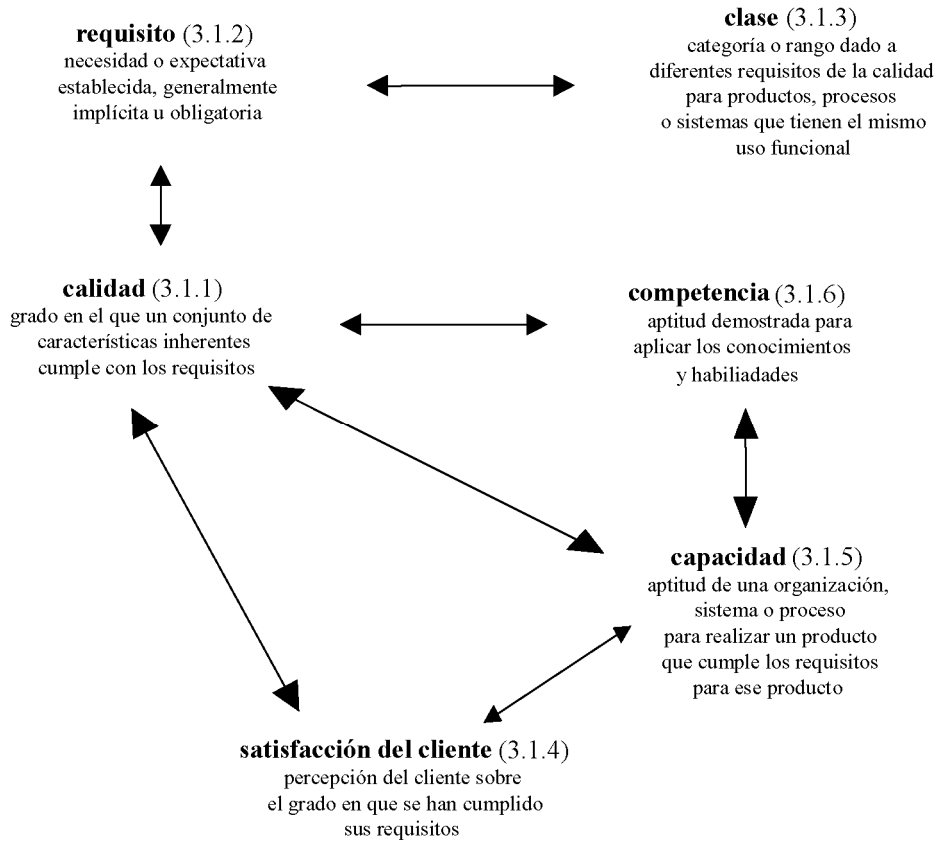 requisito (3.1.2)
necesidad o expectativa
establecida, generalmente
implícita u obligatoria
clase (3.1.3)
categoría o rango dado a
diferentes requisitos de la calidad
para productos, procesos
o sistemas que tienen el mismo
uso funcional
calidad (3.1.1)
grado en el que un conjunto de
características inherentes
cumple con los requisitos
competencia (3.1.6)
aptitud demostrada para
aplicar los conocimientos
y habiliadades
capacidad (3.1.5)
aptitud de una organización,
sistema o proceso
para realizar un producto
que cumple los requisitos
para ese producto
satisfacción del cliente (3.1.4)
percepción del cliente sobre
el grado en que se han cumplido
sus requisitos